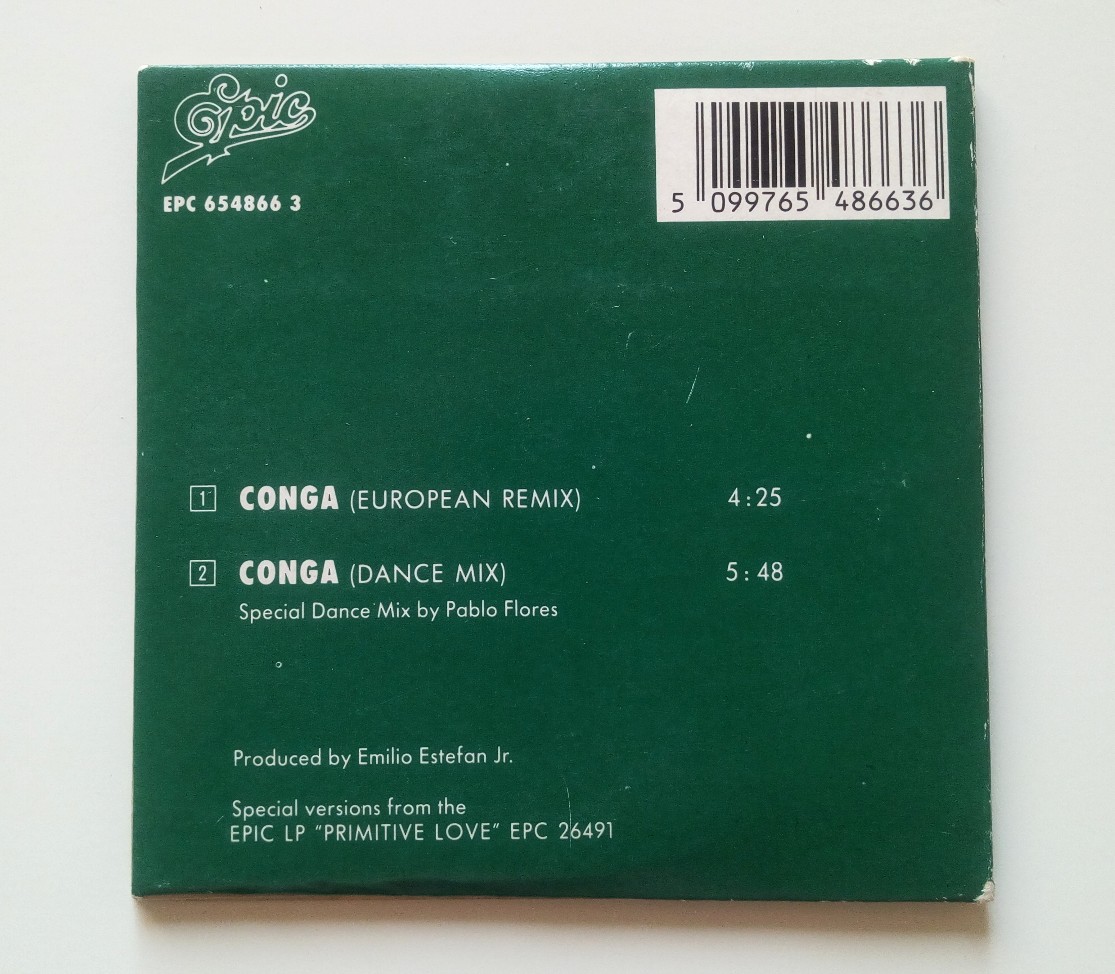 Epic
EPC 654866 3
5 099765 486636
1 CONGA (EUROPEAN REMIX) 4:25
2 CONGA (DANCE MIX) 5:48
Special Dance Mix by Pablo Flores
Produced by Emilio Estefan Jr.
Special versions from the
EPIC LP "PRIMITIVE LOVE" EPC 26491